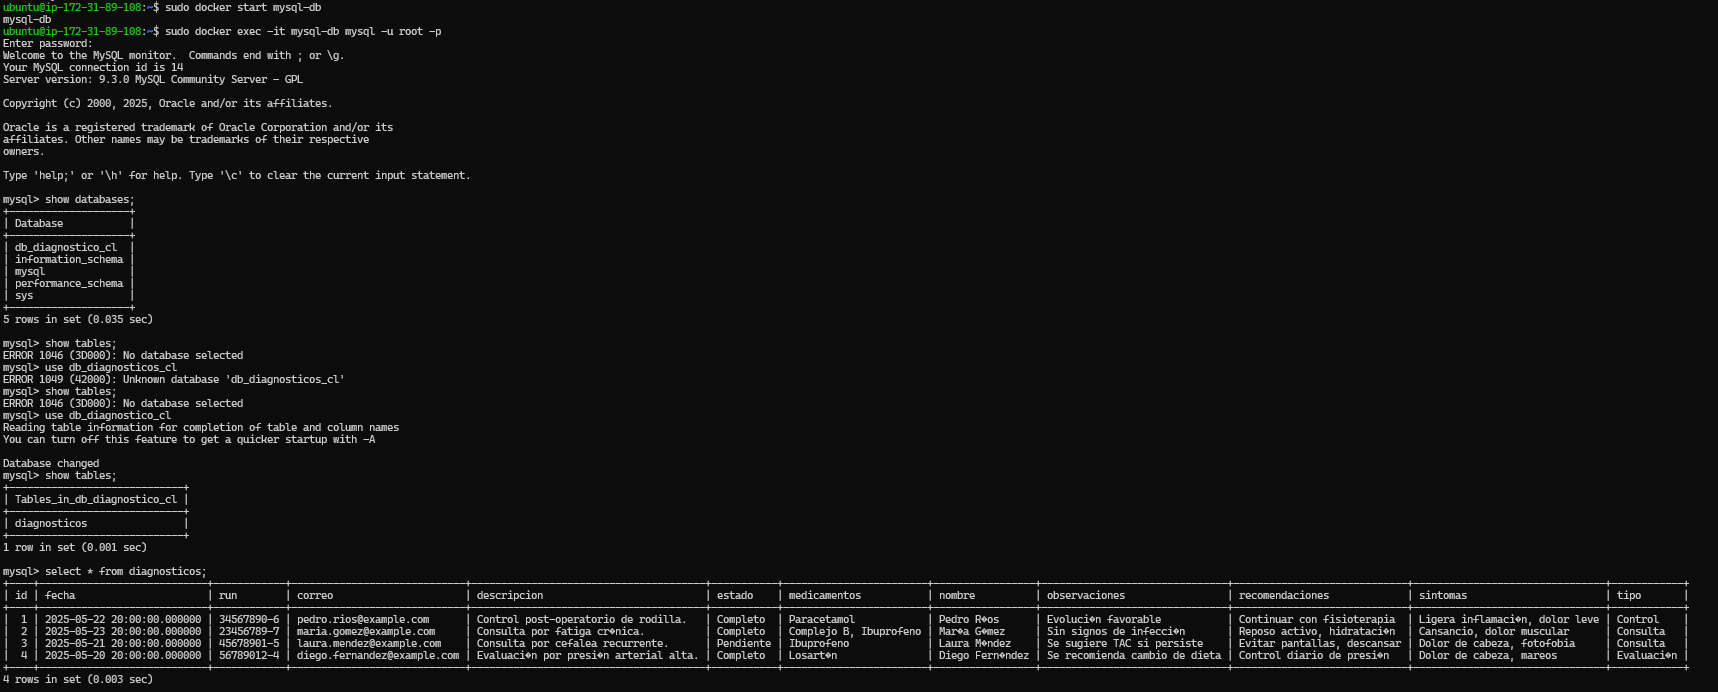 ubuntu@ip-172-31-89-108:~$ sudo docker start mysql-db
mysql-db
ubuntu@ip-172-31-89-108:~$ sudo docker exec -it mysql-db mysql -u root -p
Enter password:
Welcome to the MySQL monitor.  Commands end with ; or \g.
Your MySQL connection id is 14
Server version: 9.3.0 MySQL Community Server - GPL

Copyright (c) 2000, 2025, Oracle and/or its affiliates.

Oracle is a registered trademark of Oracle Corporation and/or its
affiliates. Other names may be trademarks of their respective
owners.

Type 'help;' or '\h' for help. Type '\c' to clear the current input statement.

mysql> show databases;
+--------------------+
| Database           |
+--------------------+
| db_diagnostico_cl  |
| information_schema |
| mysql              |
| performance_schema |
| sys                |
+--------------------+
5 rows in set (0.035 sec)

mysql> show tables;
ERROR 1046 (3D000): No database selected
mysql> use db_diagnosticos_cl
ERROR 1049 (42000): Unknown database 'db_diagnosticos_cl'
mysql> show tables;
ERROR 1046 (3D000): No database selected
mysql> use db_diagnostico_cl
Reading table information for completion of table and column names
You can turn off this feature to get a quicker startup with -A

Database changed
mysql> show tables;
+-----------------------------+
| Tables_in_db_diagnostico_cl |
+-----------------------------+
| diagnosticos                |
+-----------------------------+
1 row in set (0.001 sec)

mysql> select * from diagnosticos;
| id | fecha                      | run        | correo                      | descripcion                           | estado    | medicamentos          | nombre          | observaciones                 | recomendaciones             | sintomas                       | tipo       |
|  1 | 2025-05-22 20:00:00.000000 | 34567890-6 | pedro.rios@example.com      | Control post-operatorio de rodilla.   | Completo  | Paracetamol           | Pedro R�os      | Evoluci�n favorable           | Continuar con fisioterapia  | Ligera inflamaci�n, dolor leve | Control    |
|  2 | 2025-05-23 20:00:00.000000 | 23456789-7 | maria.gomez@example.com     | Consulta por fatiga cr�nica.          | Completo  | Complejo B, Ibuprofeno | Mar�a G�mez     | Sin signos de infecci�n       | Reposo activo, hidrataci�n  | Cansancio, dolor muscular      | Consulta   |
|  3 | 2025-05-21 20:00:00.000000 | 45678901-5 | laura.mendez@example.com    | Consulta por cefalea recurrente.      | Pendiente | Ibuprofeno            | Laura M�ndez    | Se sugiere TAC si persiste    | Evitar pantallas, descansar | Dolor de cabeza, fotofobia     | Consulta   |
|  4 | 2025-05-20 20:00:00.000000 | 56789012-4 | diego.fernandez@example.com | Evaluaci�n por presi�n arterial alta. | Completo  | Losart�n              | Diego Fern�ndez | Se recomienda cambio de dieta | Control diario de presi�n   | Dolor de cabeza, mareos        | Evaluaci�n |
4 rows in set (0.003 sec)